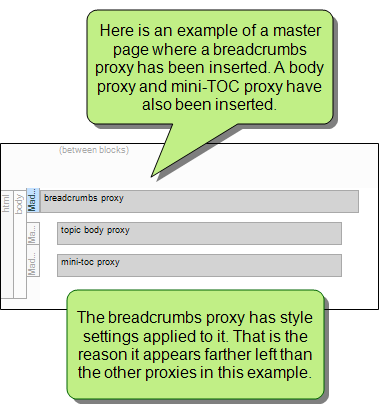 Here is an example of a master
page where a breadcrumbs
proxy has been inserted. A body
proxy and mini-TOC proxy have
also been inserted.
(between blocks)
html
body
Mad...
breadcrumbs proxy
Ma...
topic body proxy
Mad...
mini-toc proxy
The breadcrumbs proxy has style
settings applied to it. That is the
reason it appears farther left than
the other proxies in this example.